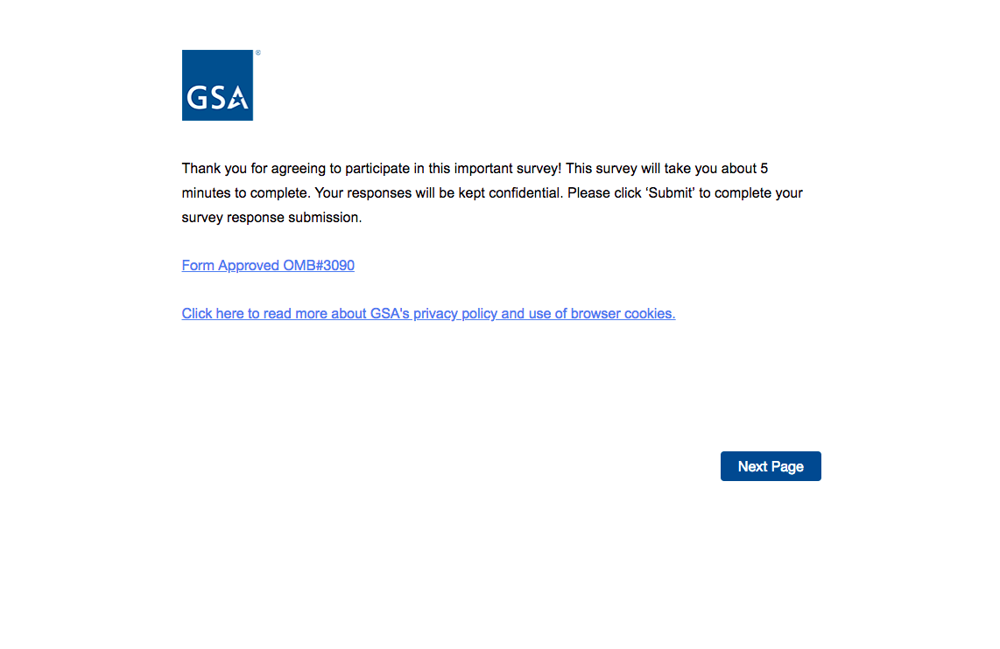 GSA®
Thank you for agreeing to participate in this important survey! This survey will take you about 5
minutes to complete. Your responses will be kept confidential. Please click ‘Submit’ to complete your
survey response submission.
Form Approved OMB#3090
Click here to read more about GSA's privacy policy and use of browser cookies.
Next Page